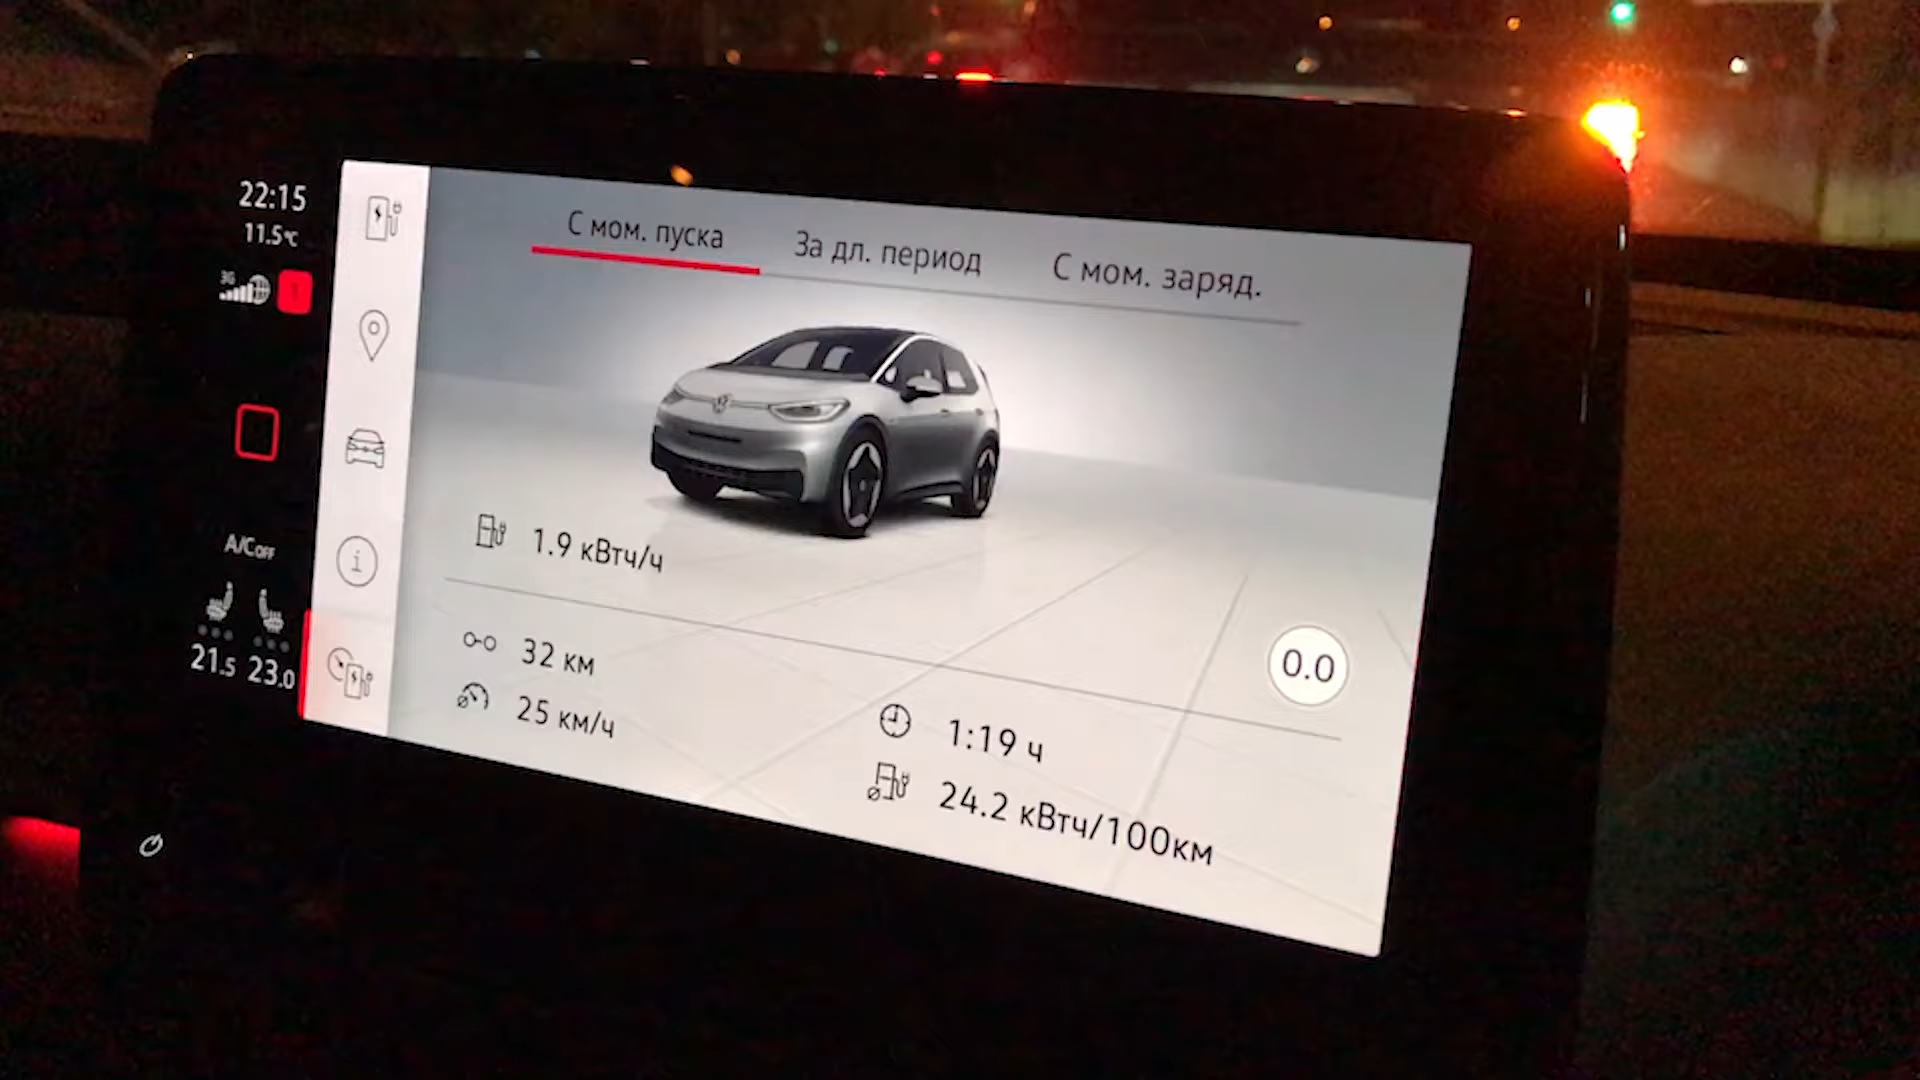 22:15
11.5°C
3G
A/C OFF
21.5 23.0
С мом. пуска
За дл. период
С мом. заряд.
1.9 кВтч/ч
0.0
32 км
25 км/ч
1:19 ч
24.2 кВтч/100км